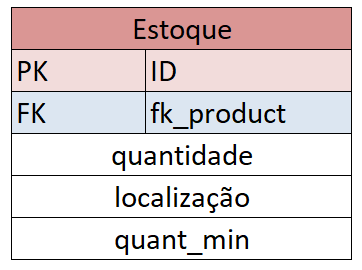 Estoque
PK ID
FK fk_product
quantidade
localização
quant_min